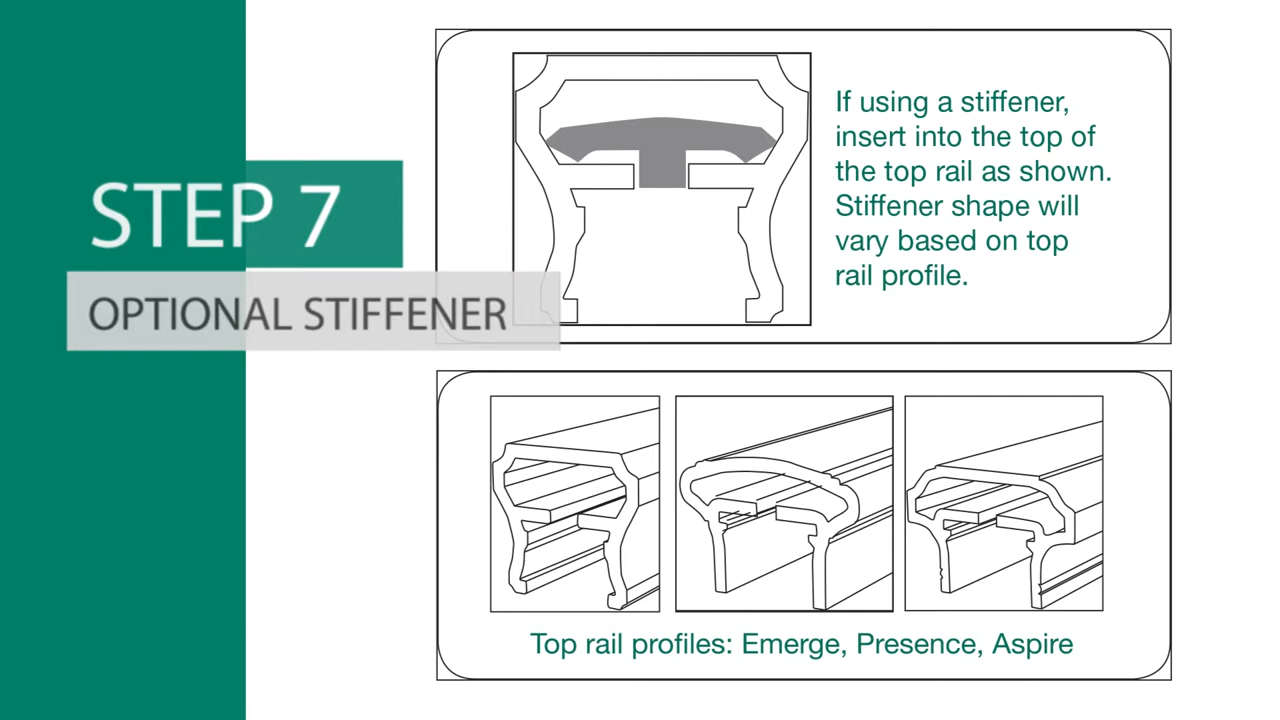 STEP 7
OPTIONAL STIFFENER
If using a stiffener,
insert into the top of
the top rail as shown.
Stiffener shape will
vary based on top
rail profile.
Top rail profiles: Emerge, Presence, Aspire